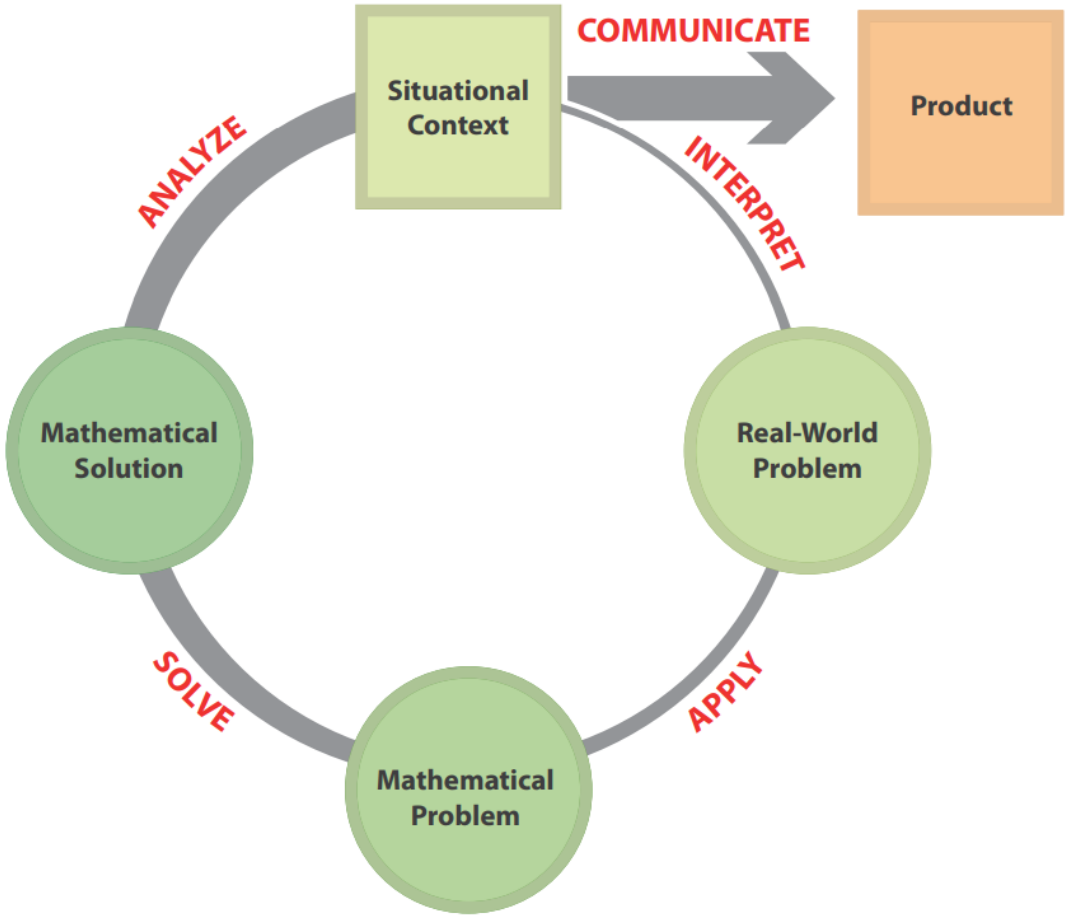 COMMUNICATE
Situational
Context
Product
INTERPRET
ANALYZE
Real-World
Problem
Mathematical
Solution
APPLY
SOLVE
Mathematical
Problem